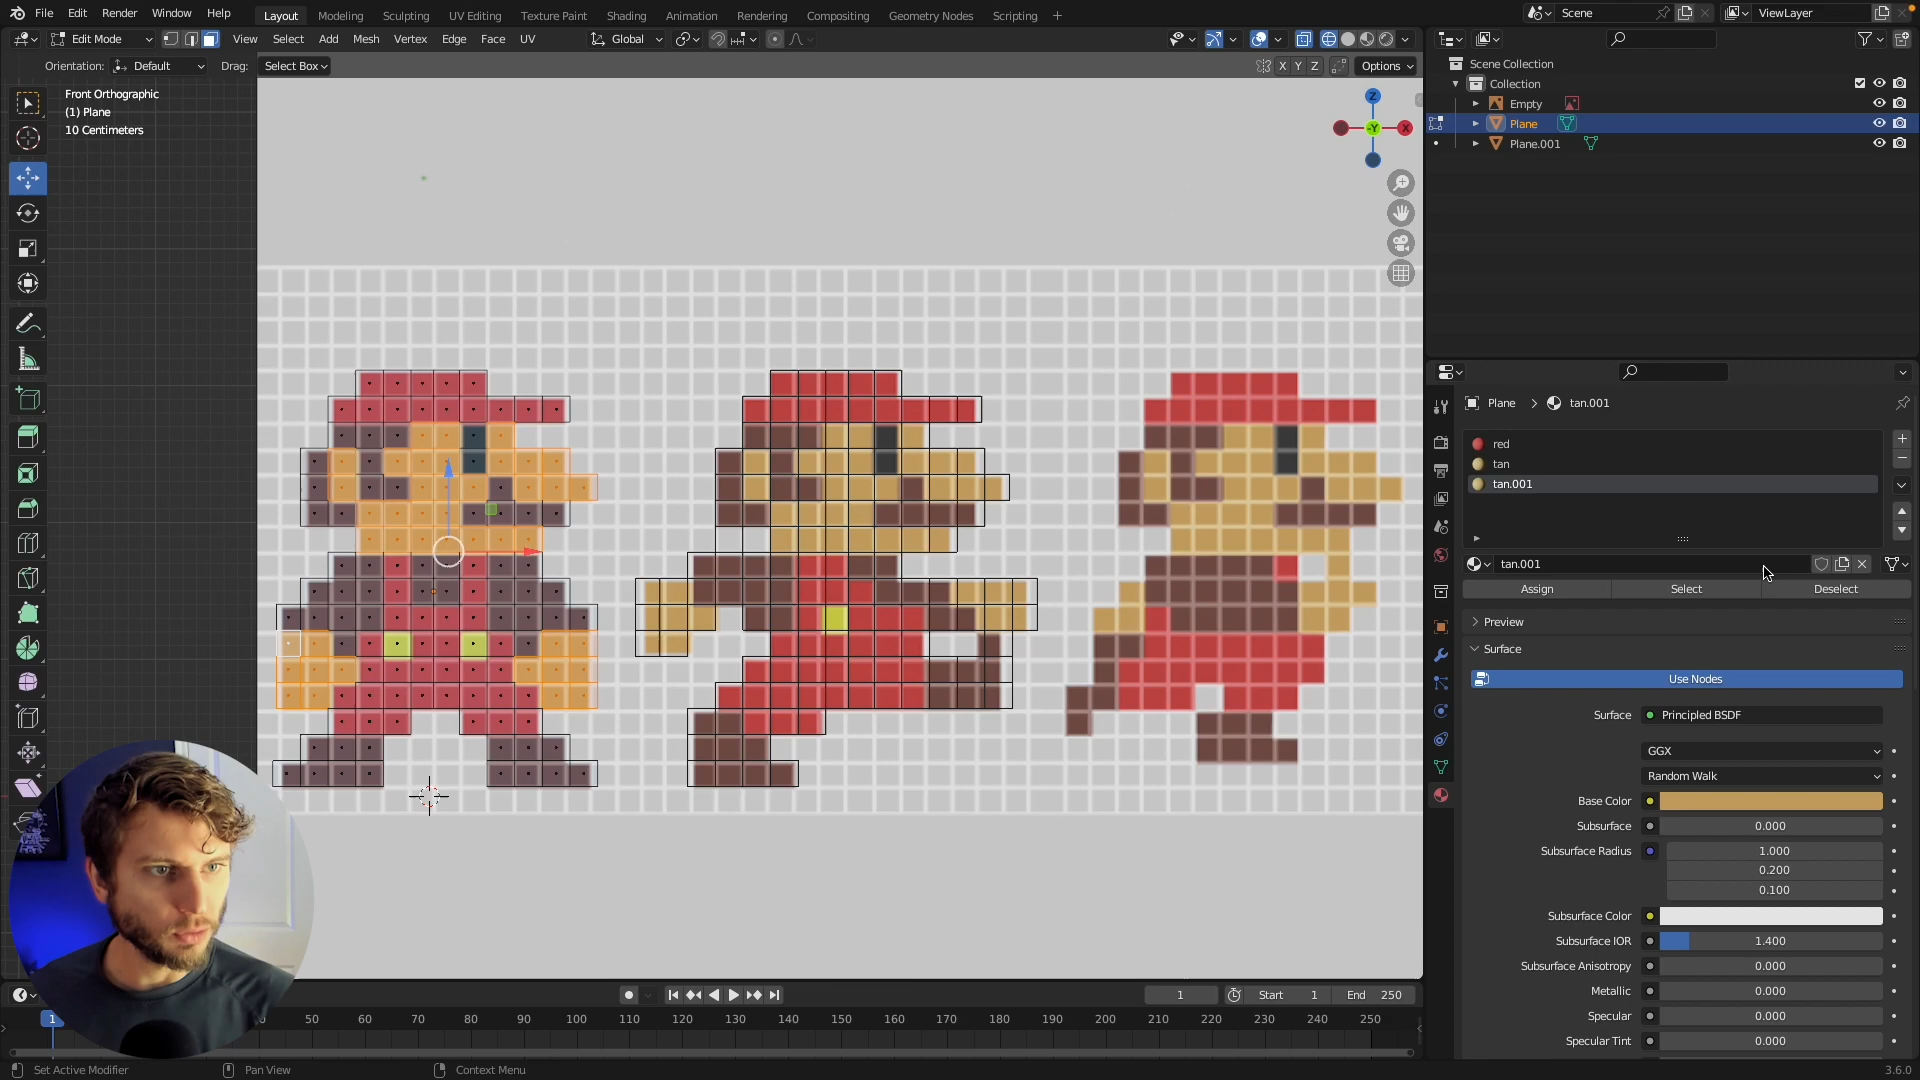 File Edit Render Window Help Layout Modeling Sculpting UV Editing Texture Paint Shading Animation Rendering Compositing Geometry Nodes Scripting + Scene ViewLayer
Edit Mode View Select Add Mesh Vertex Edge Face UV Global
Orientation: Default Drag: Select Box X Y Z Options
Front Orthographic
(1) Plane
10 Centimeters
Z
-Y
X
Scene Collection
Collection
Empty
Plane
Plane.001
Plane > tan.001
red
tan
tan.001
tan.001
Assign Select Deselect
Preview
Surface
Use Nodes
Surface Principled BSDF
GGX
Random Walk
Base Color
Subsurface 0.000
Subsurface Radius 1.000
0.200
0.100
Subsurface Color
Subsurface IOR 1.400
Subsurface Anisotropy 0.000
Metallic 0.000
Specular 0.000
Specular Tint 0.000
1 Start 1 End 250
1 50 60 70 80 90 100 110 120 130 140 150 160 170 180 190 200 210 220 230 240 250
Set Active Modifier Pan View Context Menu 3.6.0